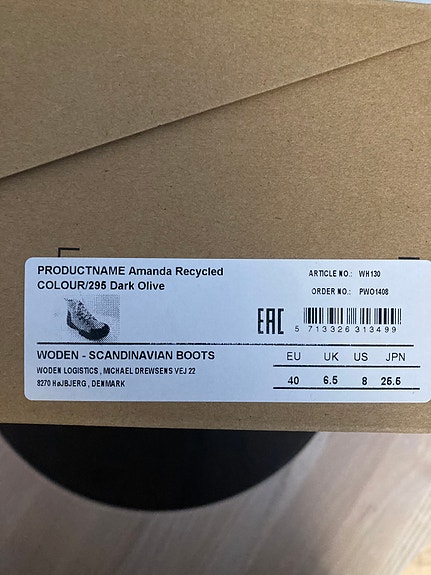 PRODUCTNAME Amanda Recycled
COLOUR/295 Dark Olive
ARTICLE NO.: WH130
ORDER NO.: PWO1408
EAC
5 713326 313499
WODEN - SCANDINAVIAN BOOTS
WODEN LOGISTICS , MICHAEL DREWSENS VEJ 22
8270 HØJBJERG , DENMARK
EU UK US JPN
40 6.5 8 25.5